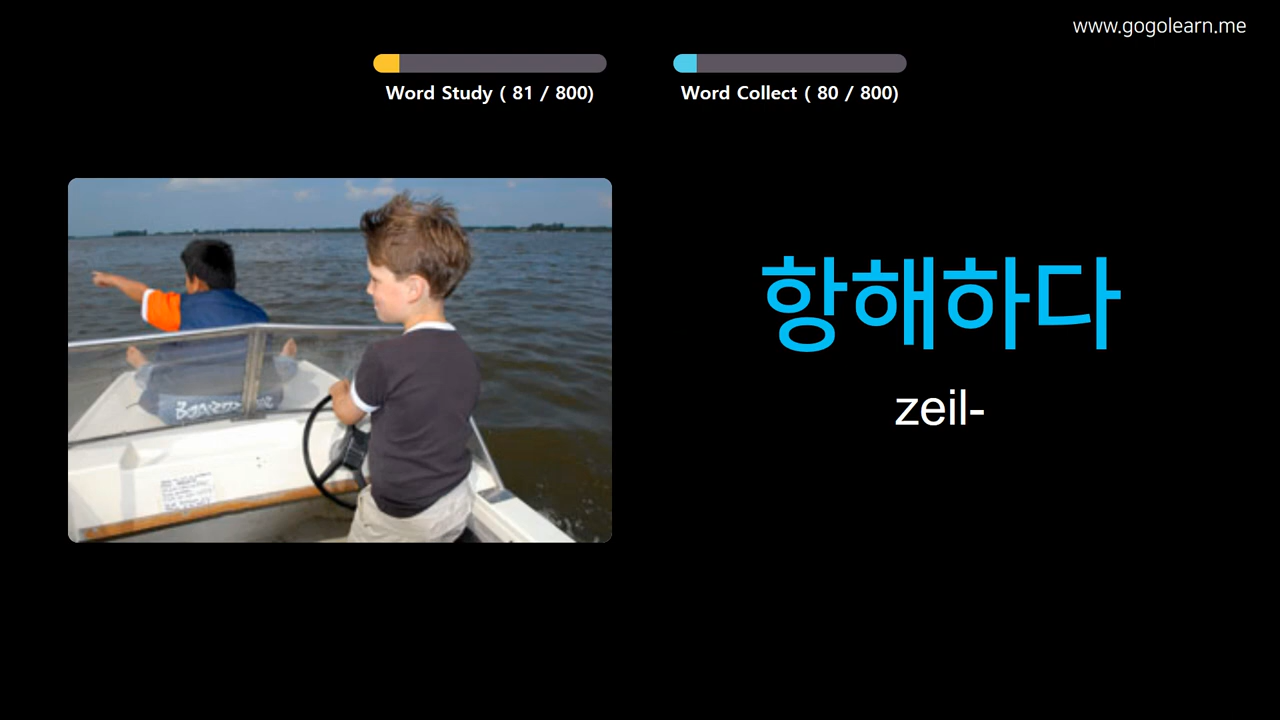 www.gogolearn.me
Word Study ( 81 / 800)
Word Collect ( 80 / 800)
항해하다
zeil-